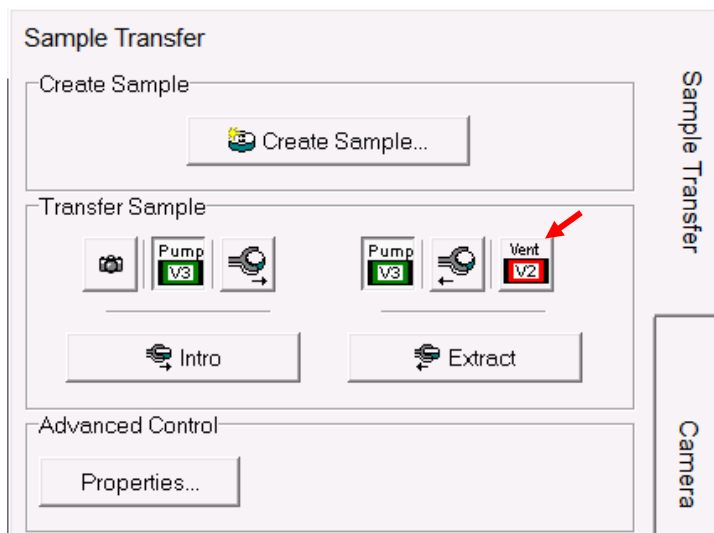 Sample Transfer
Create Sample
Create Sample...
Transfer Sample
Pump
V3
Pump
V3
Vent
V2
Intro
Extract
Advanced Control
Properties...
Sample Transfer
Camera